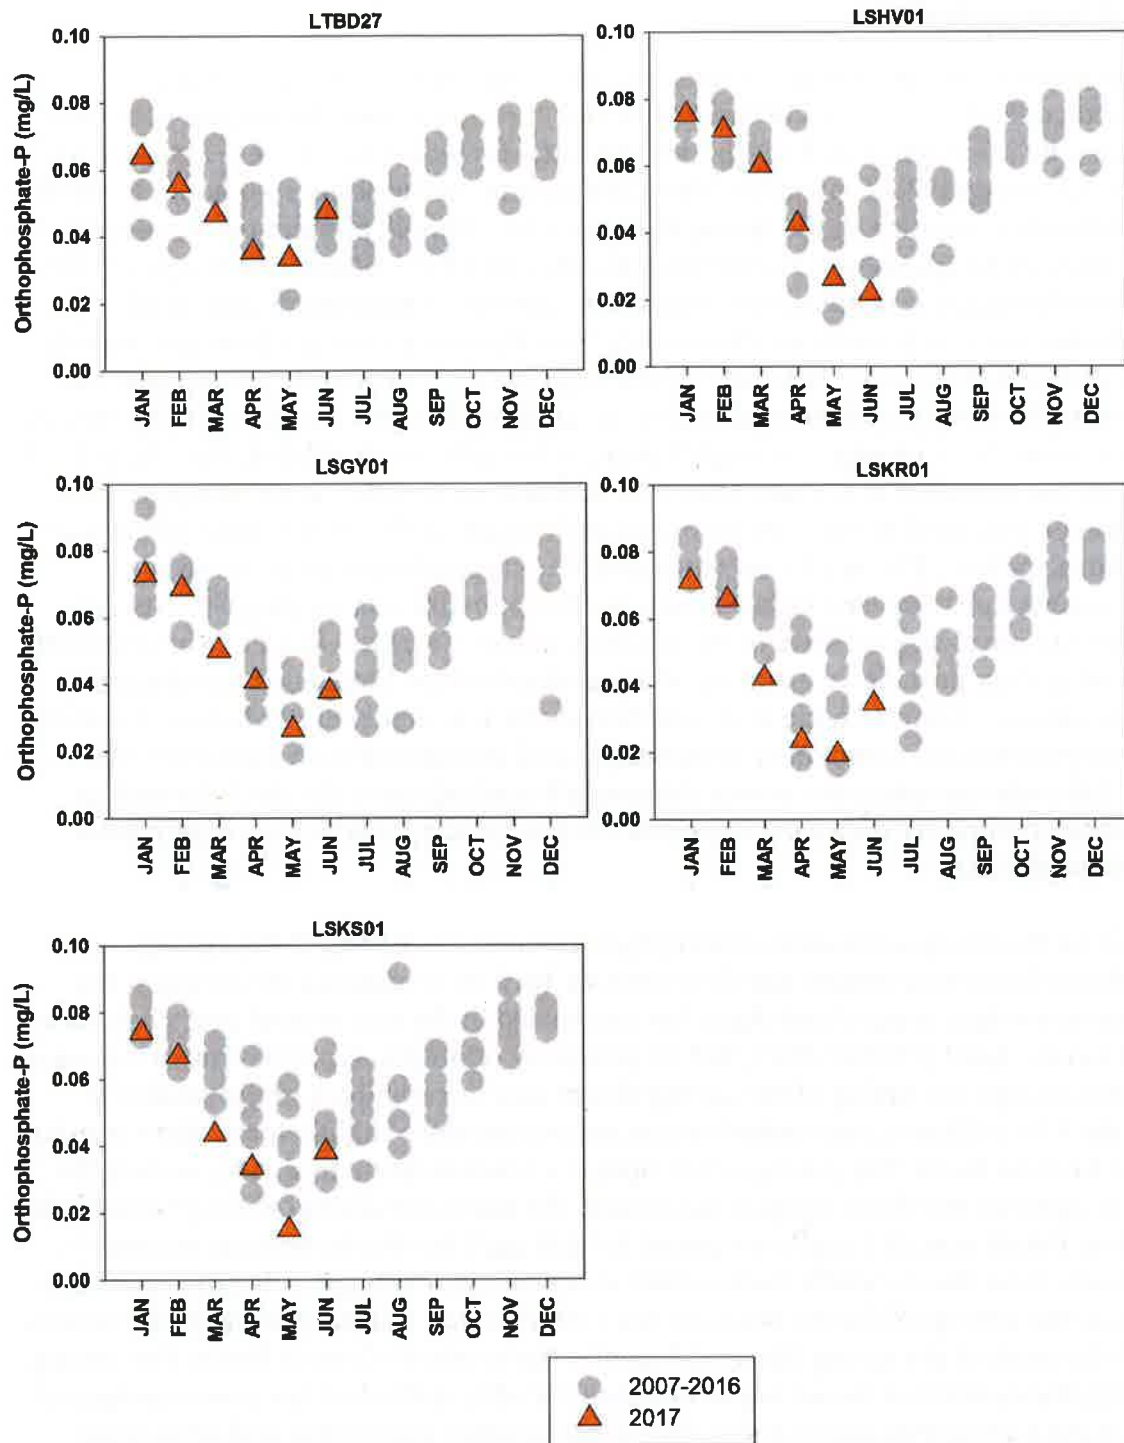 LTBD27
LSHV01
Orthophosphate-P (mg/L)
0.10
0.08
0.06
0.04
0.02
0.00
JAN FEB MAR APR MAY JUN JUL AUG SEP OCT NOV DEC
0.10
0.08
0.06
0.04
0.02
0.00
JAN FEB MAR APR MAY JUN JUL AUG SEP OCT NOV DEC
LSGY01
LSKR01
Orthophosphate-P (mg/L)
0.10
0.08
0.06
0.04
0.02
0.00
JAN FEB MAR APR MAY JUN JUL AUG SEP OCT NOV DEC
0.10
0.08
0.06
0.04
0.02
0.00
JAN FEB MAR APR MAY JUN JUL AUG SEP OCT NOV DEC
LSKS01
Orthophosphate-P (mg/L)
0.10
0.08
0.06
0.04
0.02
0.00
JAN FEB MAR APR MAY JUN JUL AUG SEP OCT NOV DEC
2007-2016
2017